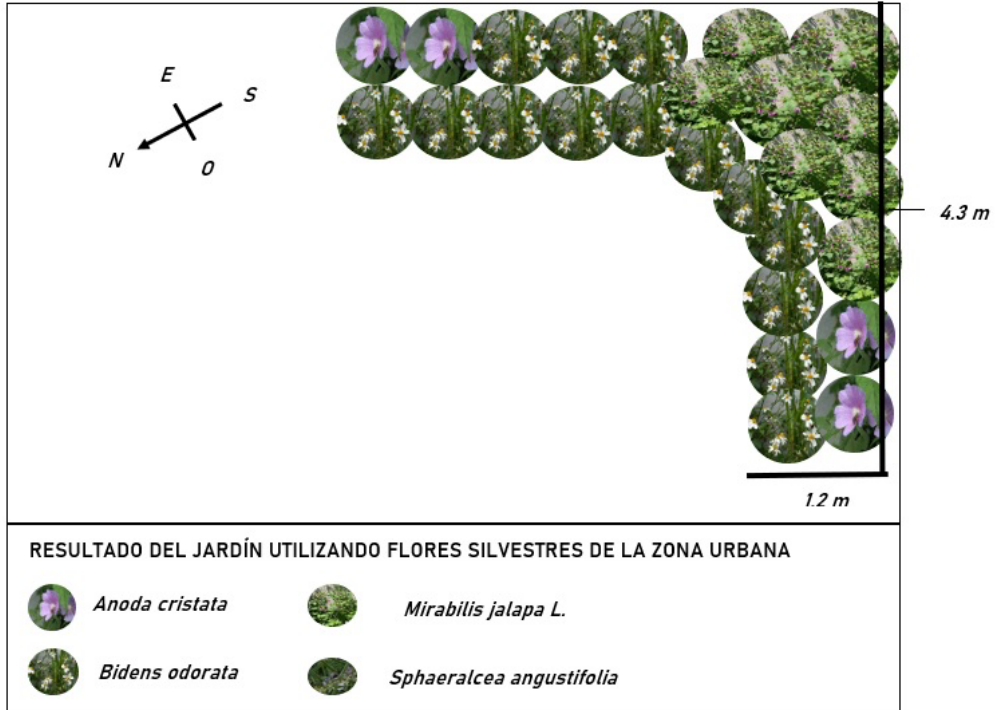 E
S
N
O
4.3 m
1.2 m
RESULTADO DEL JARDÍN UTILIZANDO FLORES SILVESTRES DE LA ZONA URBANA
Anoda cristata
Mirabilis jalapa L.
Bidens odorata
Sphaeralcea angustifolia